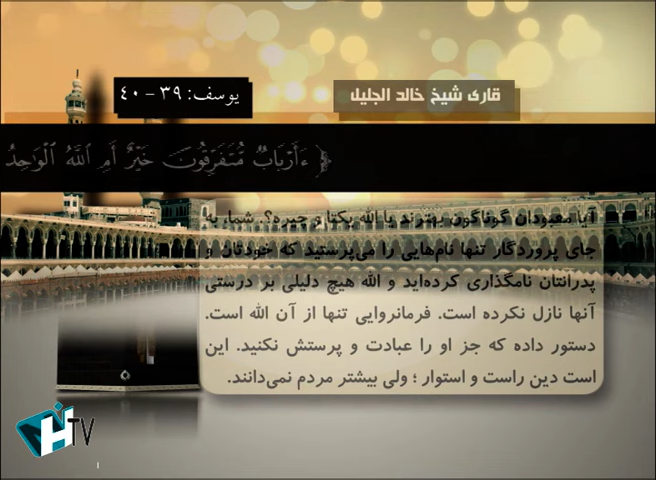 قاری شیخ خالد الجلیل
یوسف: ۳۹ - ٤٠
﴿ ءَأَرْبَابٌ مُّتَفَرِّقُونَ خَيْرٌ أَمِ اللَّهُ الْوَاحِدُ
آیا معبودان گوناگون بهترند یا الله یکتا و چیره؟. شما به
جای پروردگار تنها نام‌هایی را می‌پرستید که خودتان و
پدرانتان نامگذاری کرده‌اید و الله هیچ دلیلی بر درستی
آنها نازل نکرده است. فرمانروایی تنها از آن الله است.
دستور داده که جز او را عبادت و پرستش نکنید. این
است دین راست و استوار ؛ ولی بیشتر مردم نمی‌دانند.
H TV